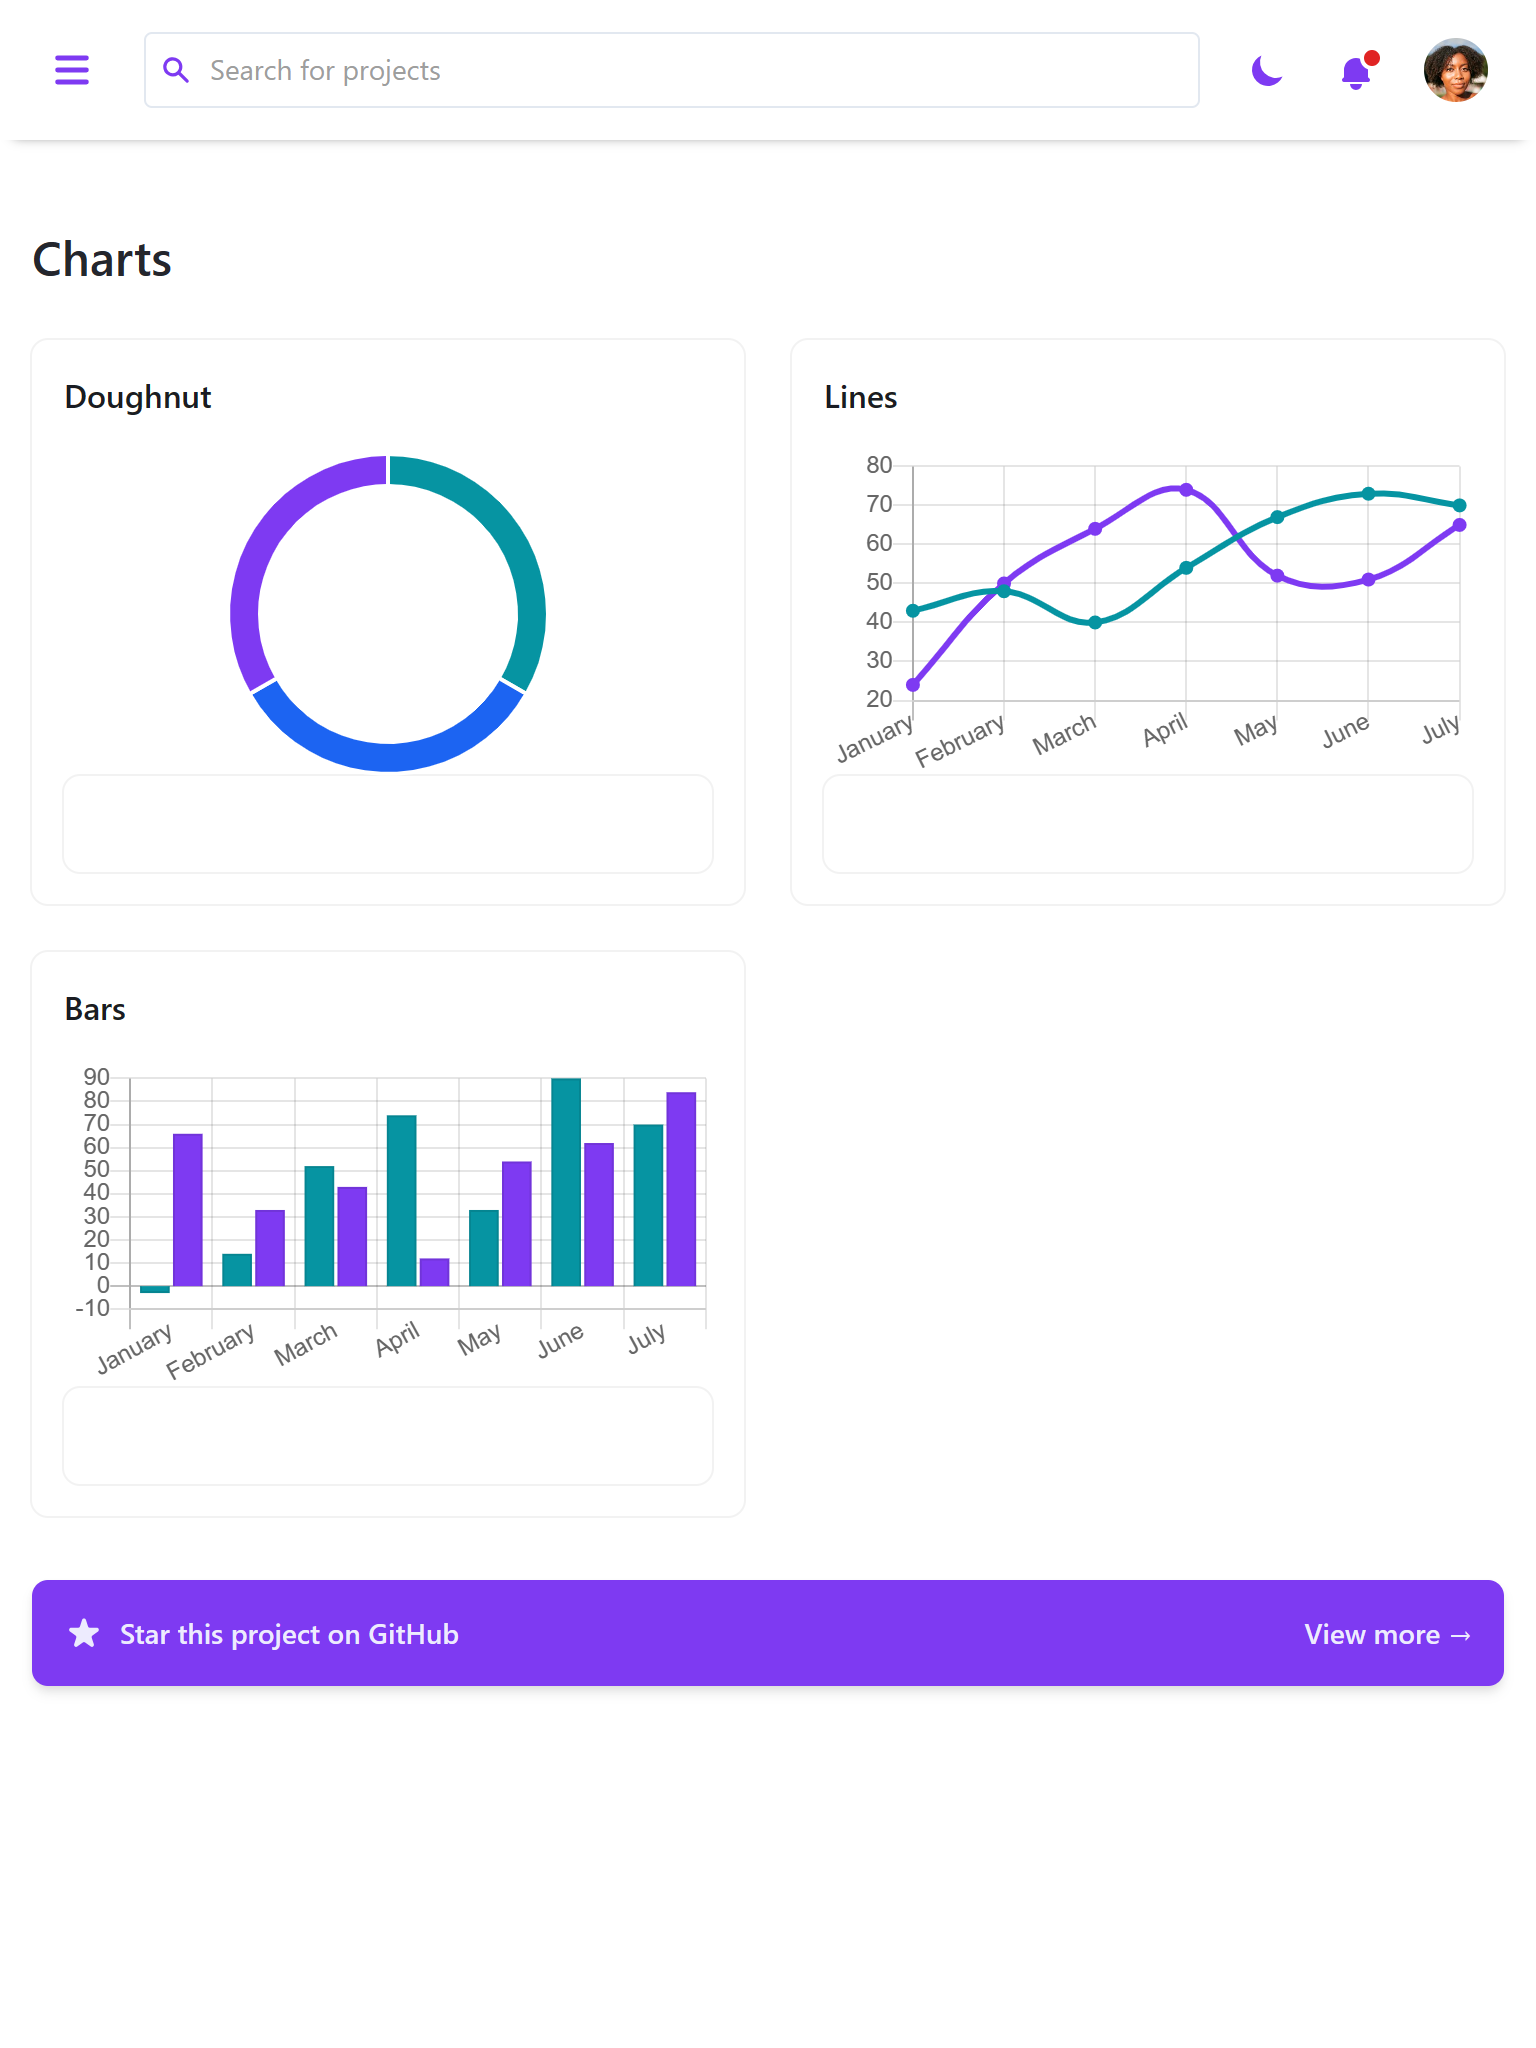 Search for projects
Charts
Doughnut
Lines
80
70
60
50
40
30
20
January February March April May June July
Bars
90
80
70
60
50
40
30
20
10
0
-10
January February March April May June July
Star this project on GitHub View more →